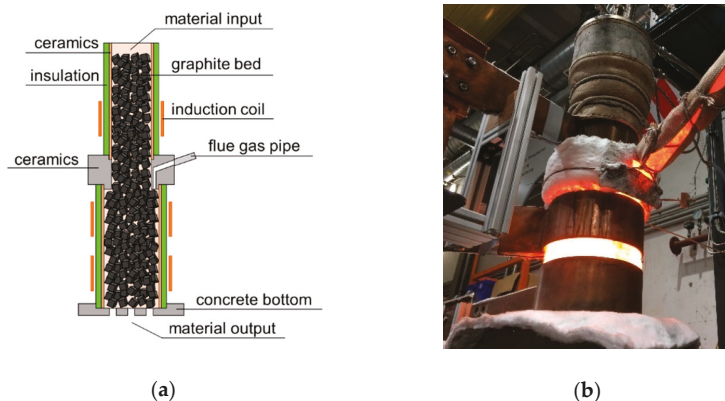 material input
ceramics
graphite bed
insulation
induction coil
flue gas pipe
ceramics
concrete bottom
material output
(a)
(b)